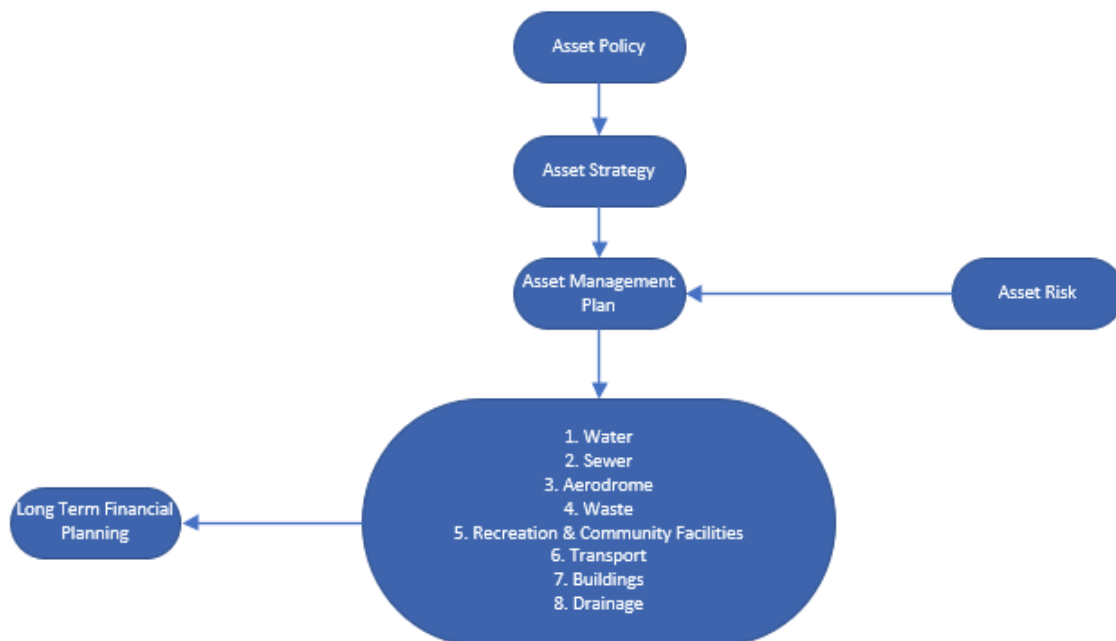 Asset Policy
Asset Strategy
Asset Management
Plan
Asset Risk
1. Water
2. Sewer
3. Aerodrome
4. Waste
5. Recreation & Community Facilities
6. Transport
7. Buildings
8. Drainage
Long Term Financial
Planning